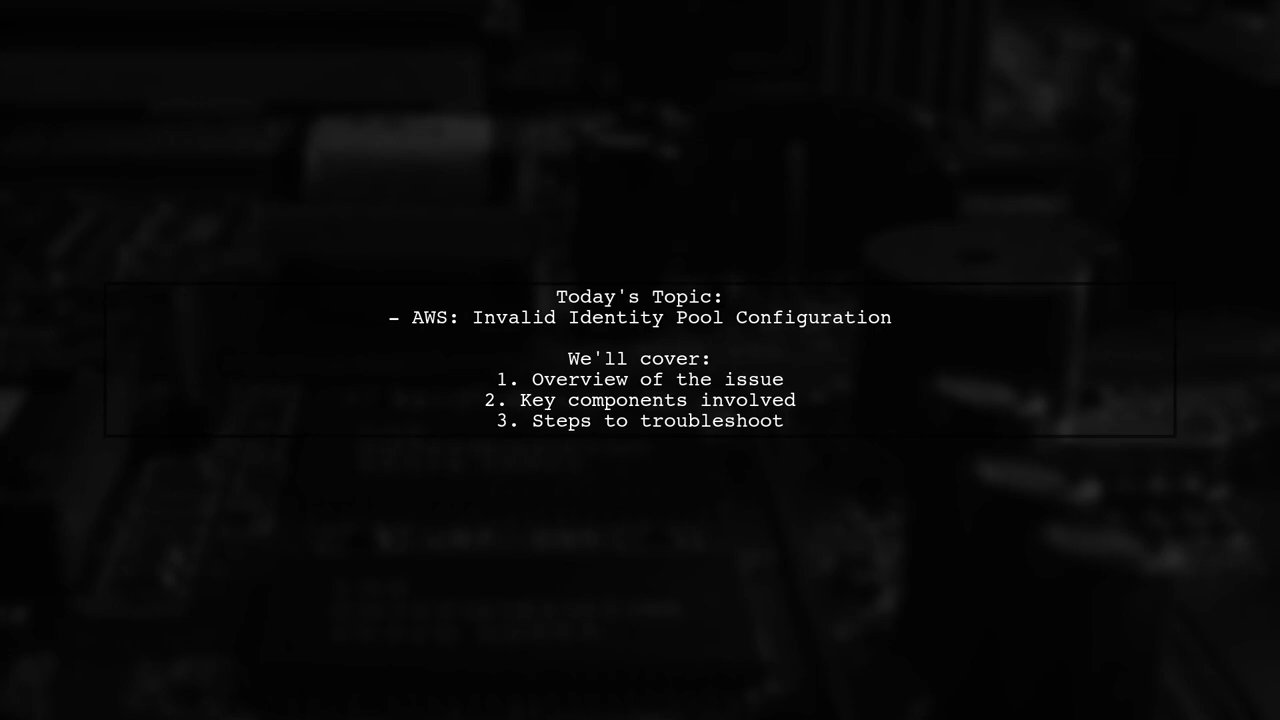 Today's Topic:
- AWS: Invalid Identity Pool Configuration
We'll cover:
1. Overview of the issue
2. Key components involved
3. Steps to troubleshoot